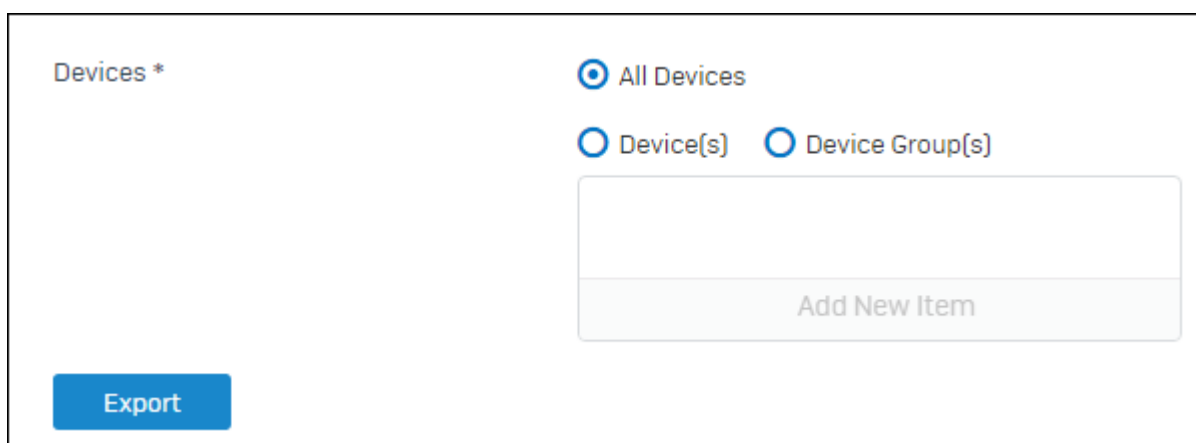 Devices *
All Devices
Device(s) Device Group(s)
Add New Item
Export